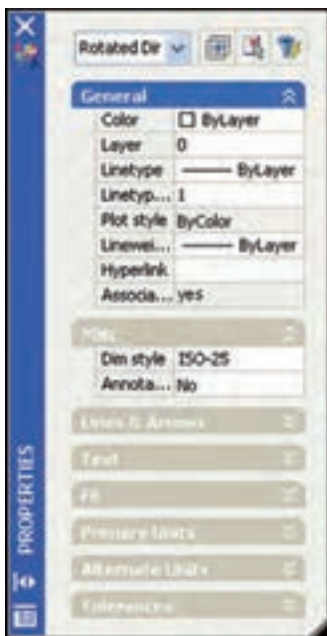 Rotated Dir
General
Color ByLayer
Layer 0
Linetype ByLayer
Linetyp... 1
Plot style ByColor
Linewei... ByLayer
Hyperlink
Associa... yes
Misc
Dim style ISO-25
Annota... No
Lines & Arrows
Text
Fit
Primary Units
Alternate Units
Tolerances
PROPERTIES